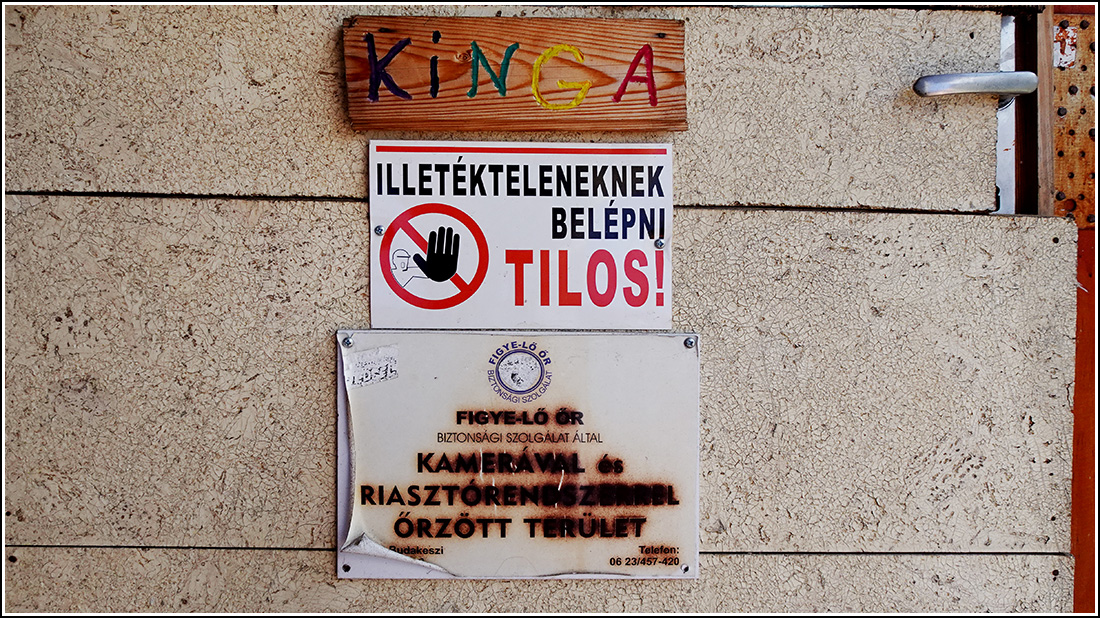 KiNGA
ILLETÉKTELENEKNEK
BELÉPNI
TILOS!
FIGYE-LŐ ŐR
BIZTONSÁGI SZOLGÁLAT
FIGYE-LŐ ŐR
BIZTONSÁGI SZOLGÁLAT ÁLTAL
KAMERÁVAL és
RIASZTÓRENDSZERREL
ŐRZÖTT TERÜLET
Budakeszi
Telefon:
06 23/457-420